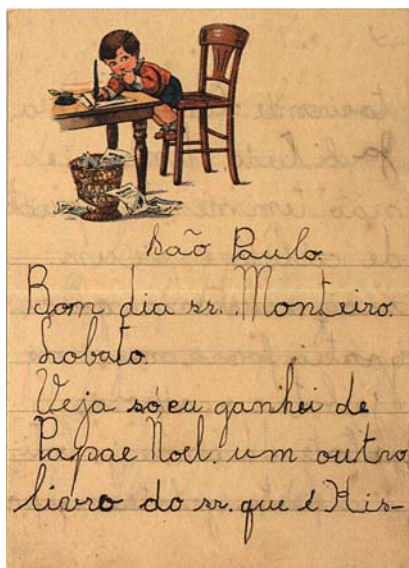 São Paulo.
Bom dia sr. Monteiro.
Lobato.
Veja só, eu ganhei de
Papae Noel. um outro
livro do sr. que é His-